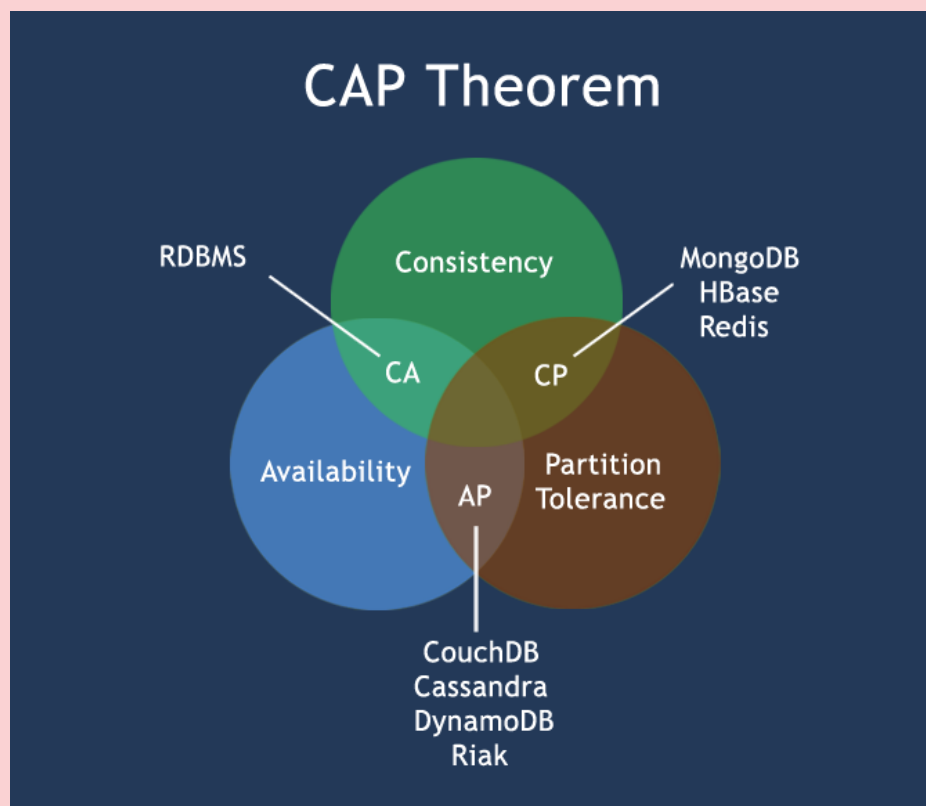 CAP Theorem
RDBMS
Consistency
MongoDB
HBase
Redis
CA
CP
Availability
Partition
Tolerance
AP
CouchDB
Cassandra
DynamoDB
Riak